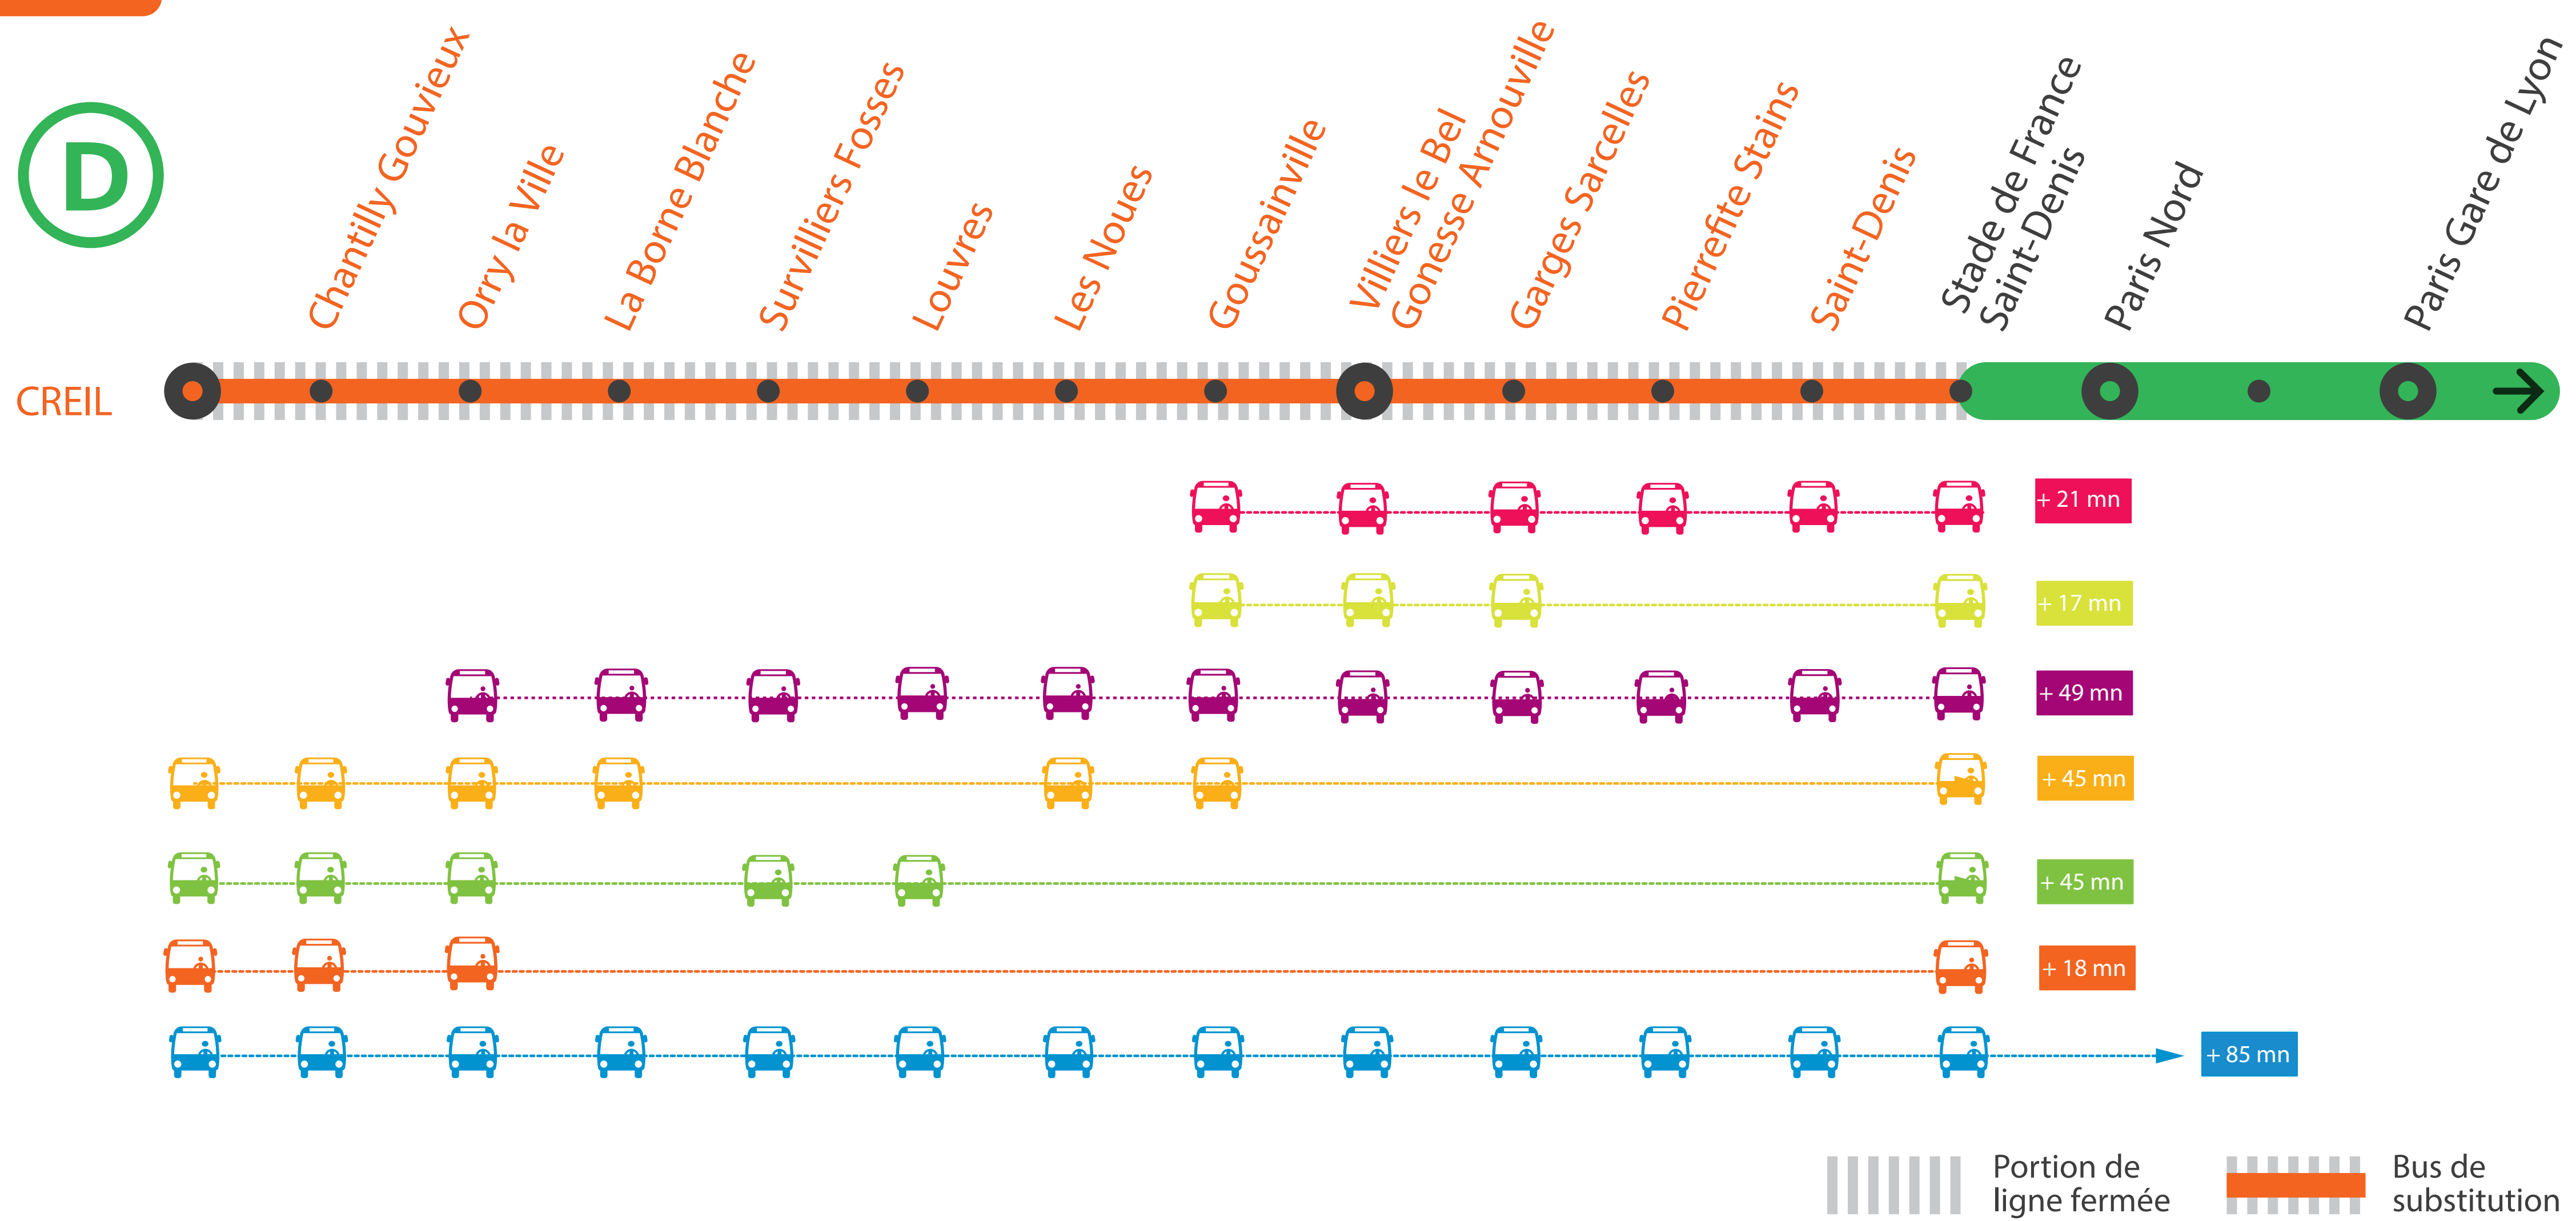 D
CREIL
Chantilly Gouvieux
Orry la Ville
La Borne Blanche
Survilliers Fosses
Louvres
Les Noues
Goussainville
Villiers le Bel
Gonesse Arnouville
Garges Sarcelles
Pierrefite Stains
Saint-Denis
Stade de France
Saint-Denis
Paris Nord
Paris Gare de Lyon
+ 21 mn
+ 17 mn
+ 49 mn
+ 45 mn
+ 45 mn
+ 18 mn
+ 85 mn
Portion de
ligne fermée
Bus de
substitution